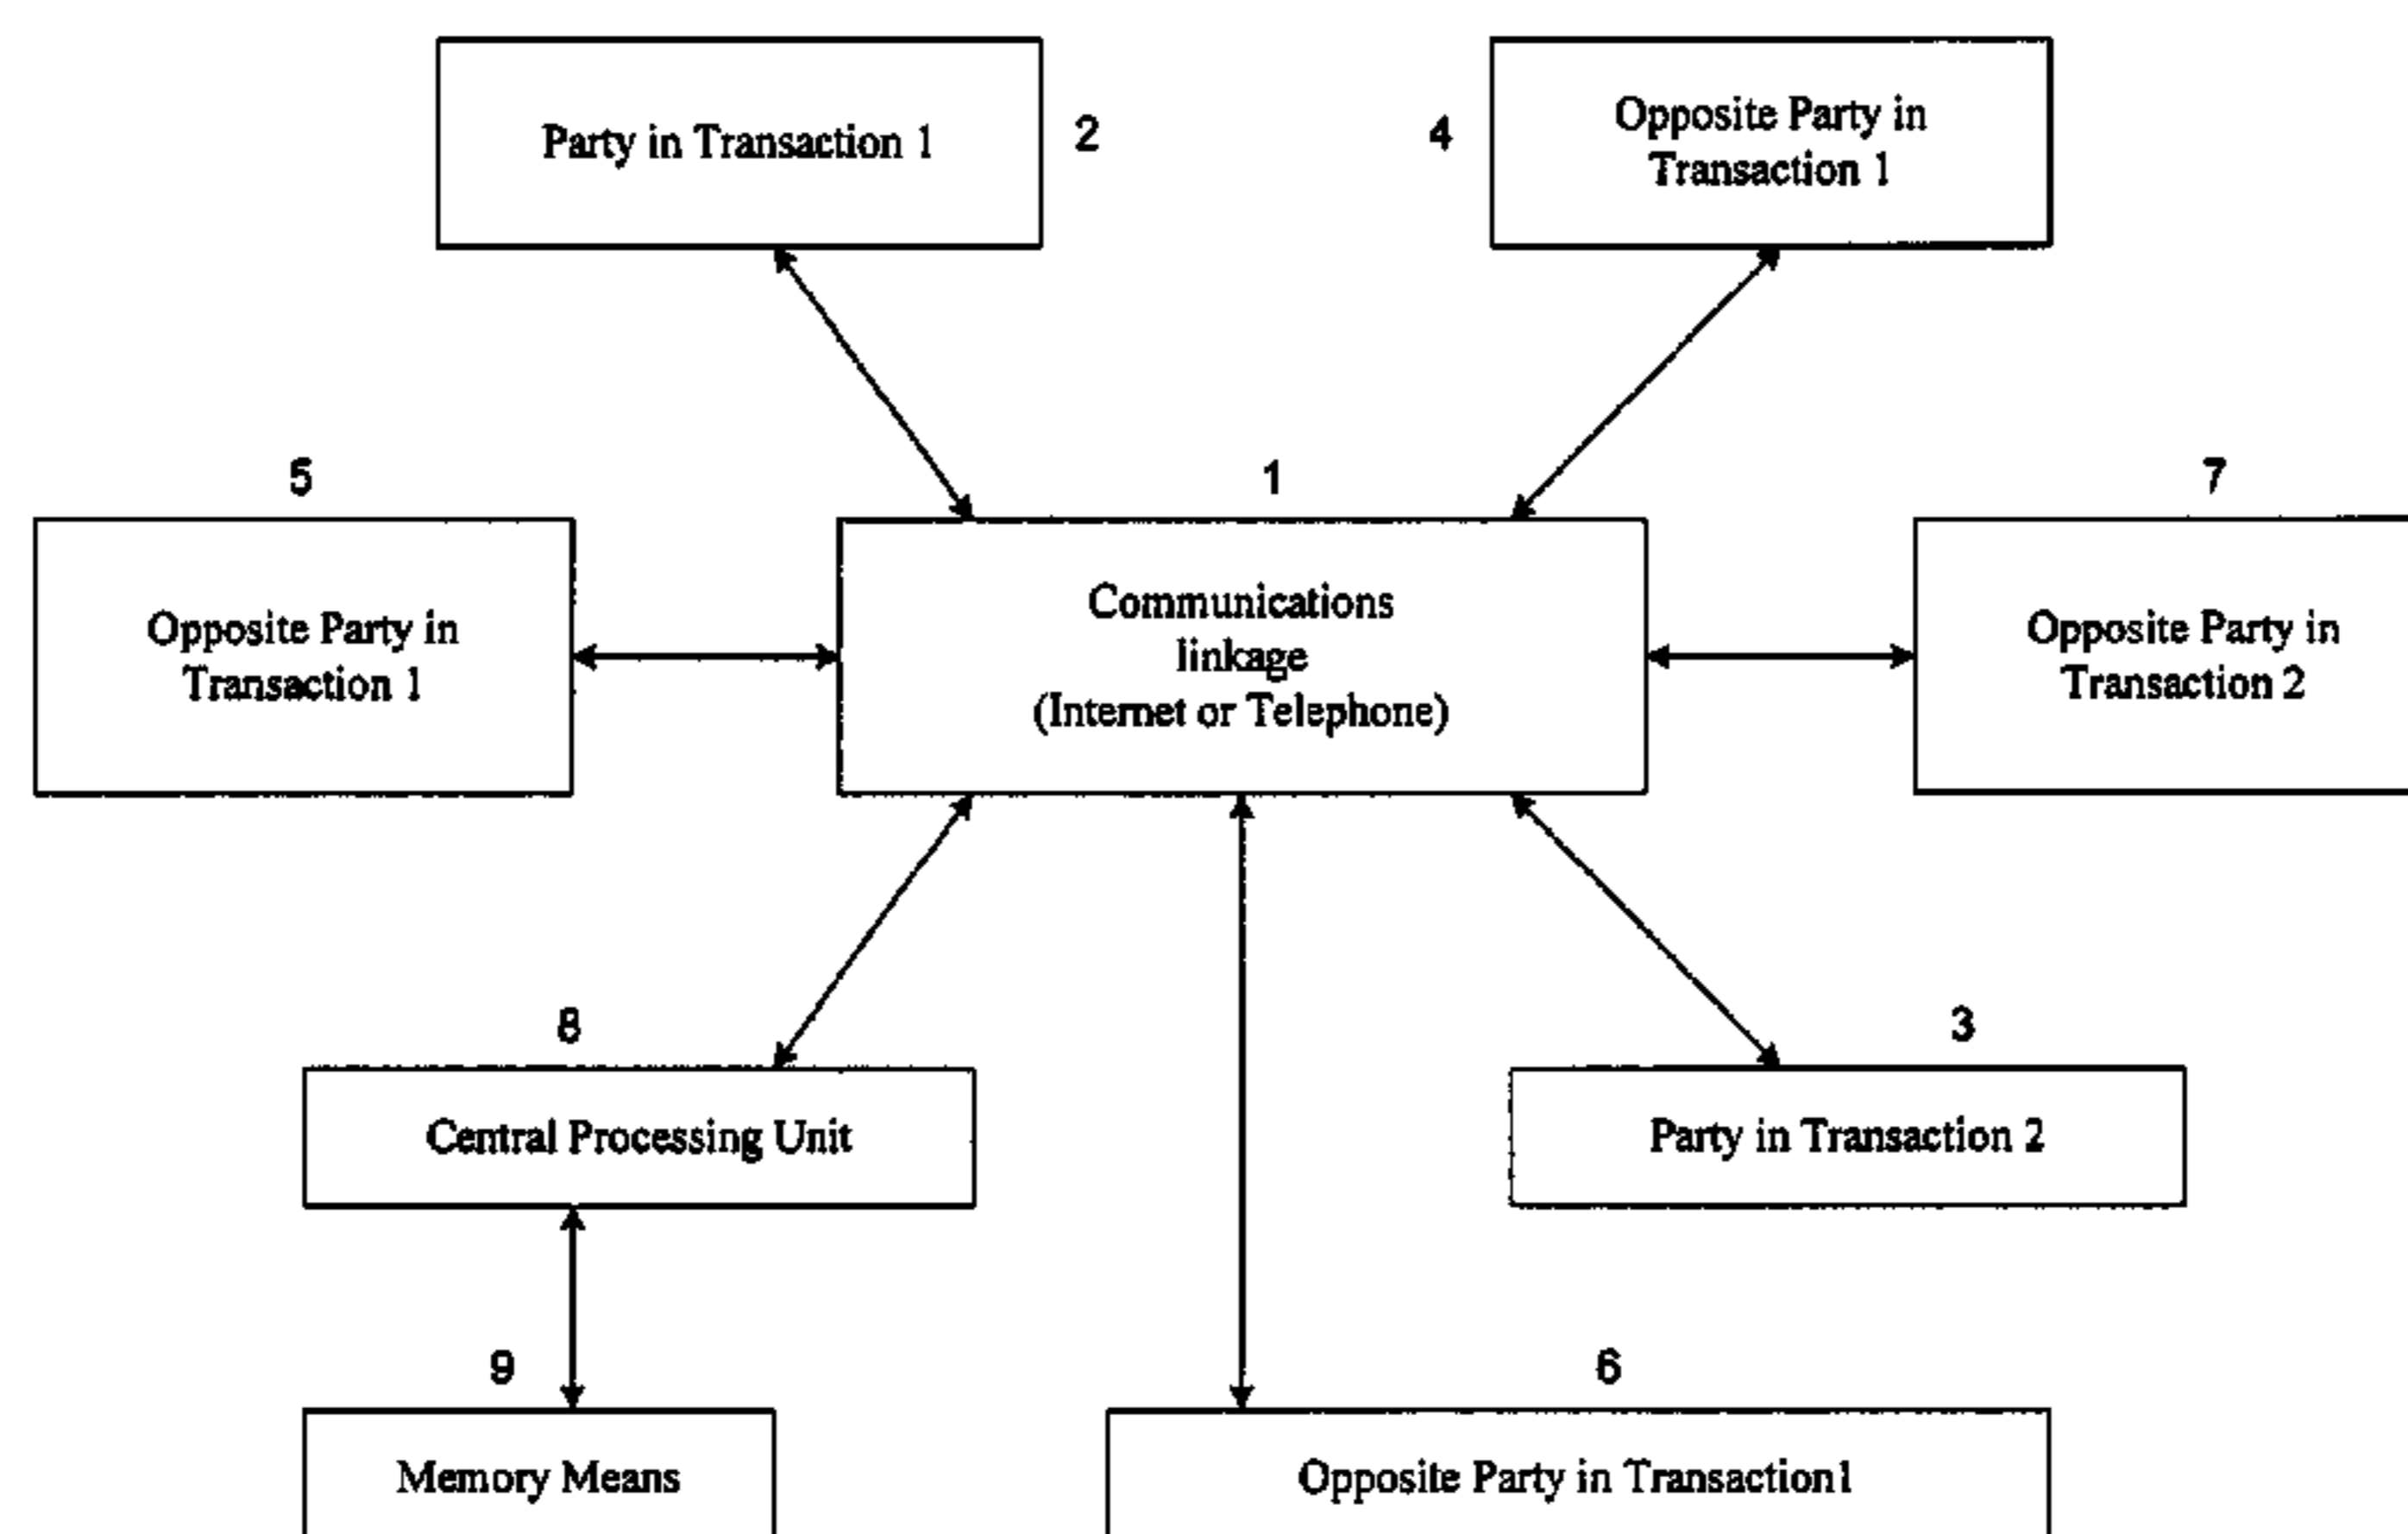 Party in Transaction 1
2
4
Opposite Party in
Transaction 1
5
1
7
Opposite Party in
Transaction 1
Communications
linkage
(Internet or Telephone)
Opposite Party in
Transaction 2
8
3
Central Processing Unit
Party in Transaction 2
9
6
Memory Means
Opposite Party in Transaction1